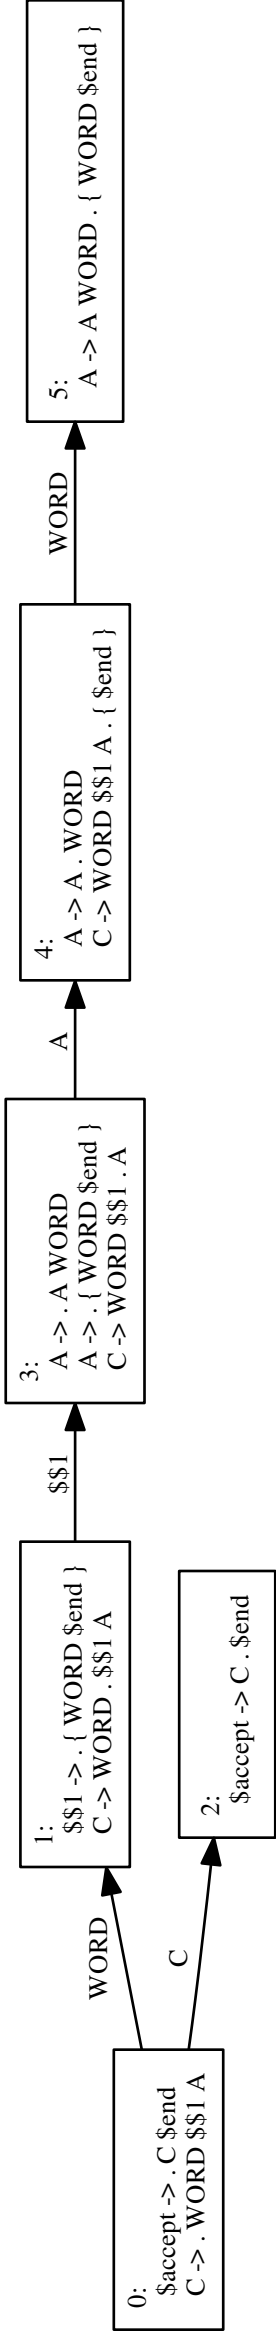 0:
$accept -> . C $end
C -> . WORD $$1 A
WORD
C
1:
$$1 -> . { WORD $end }
C -> WORD . $$1 A
2:
$accept -> C . $end
$$1
3:
A -> . A WORD
A -> . { WORD $end }
C -> WORD $$1 . A
A
4:
A -> A . WORD
C -> WORD $$1 A . { $end }
WORD
5:
A -> A WORD . { WORD $end }